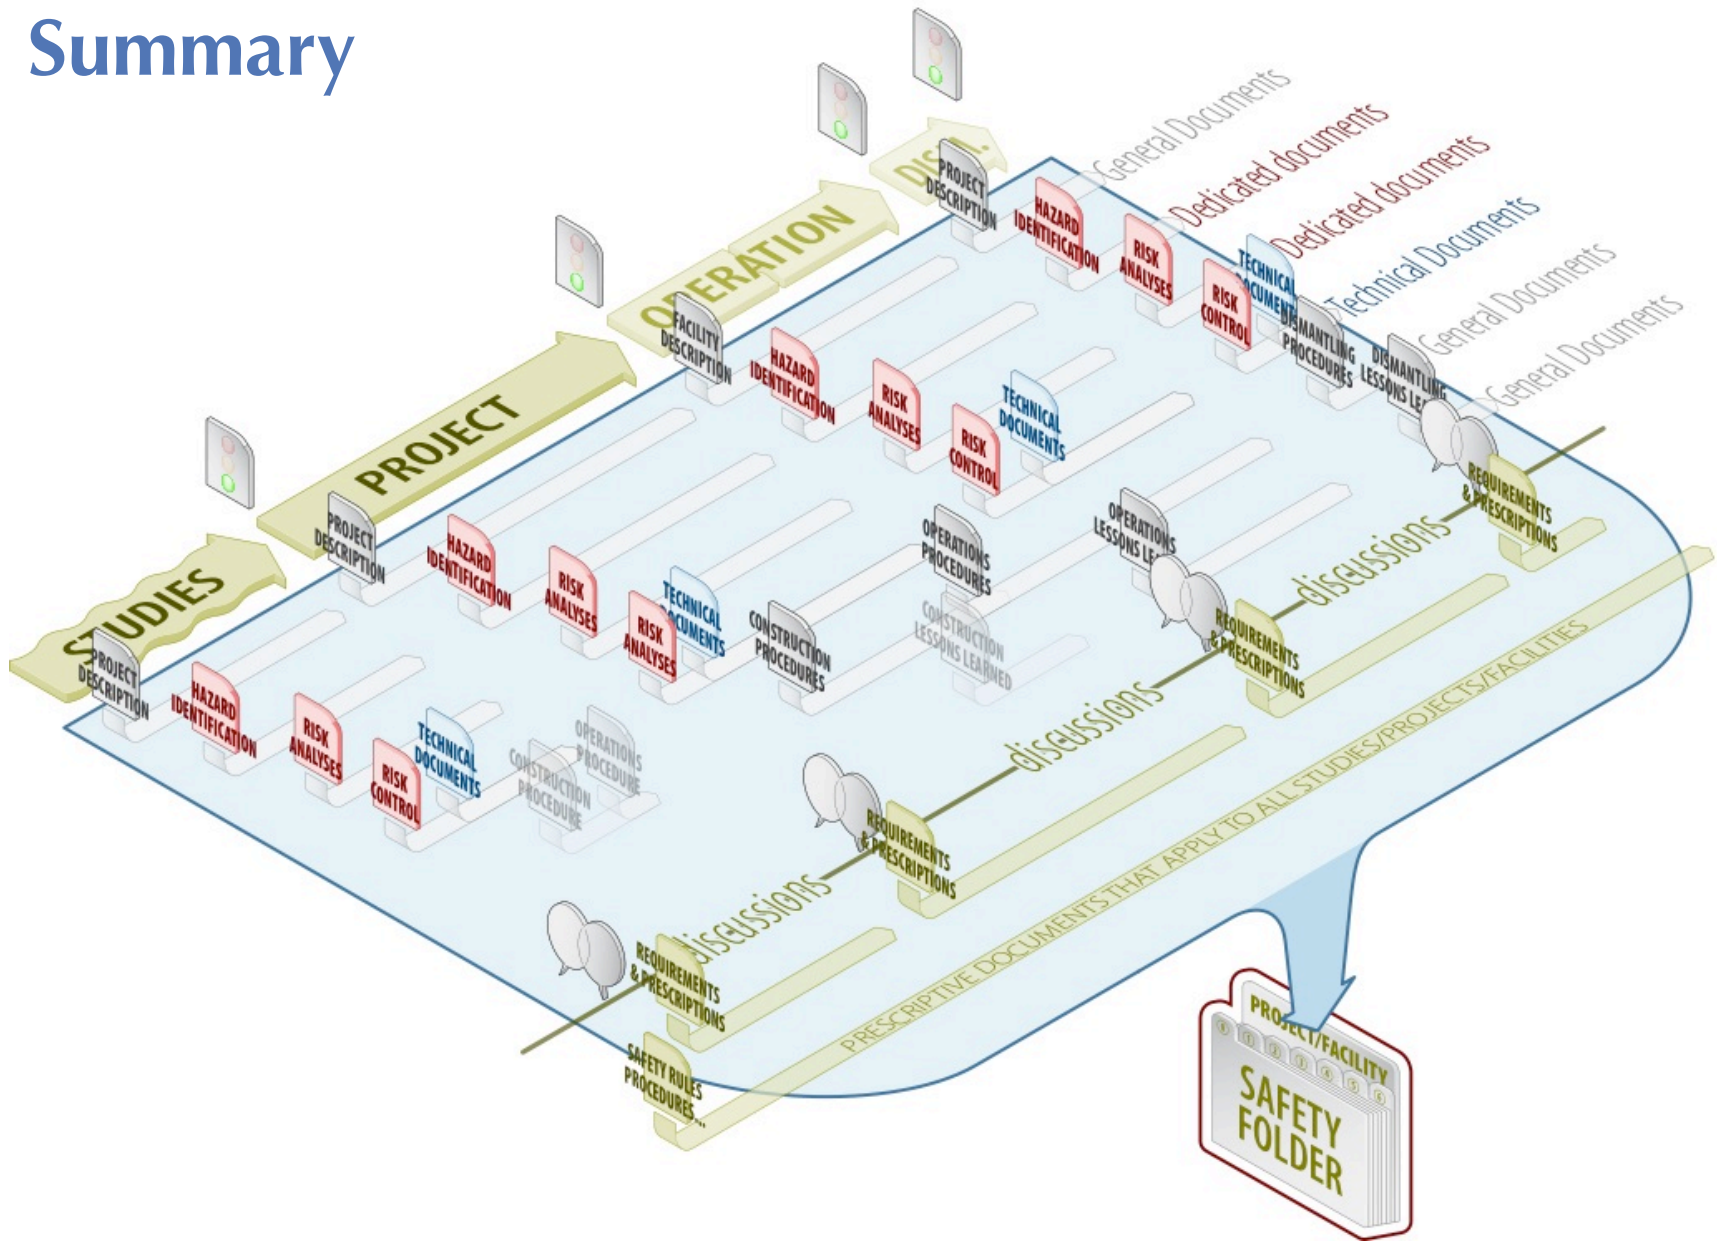 Summary
General Documents
Dedicated documents
Dedicated documents
Technical Documents
General Documents
General Documents
DISM.
PROJECT
DESCRIPTION
HAZARD
IDENTIFICATION
RISK
ANALYSES
RISK
CONTROL
TECHNICAL
DOCUMENTS
DISMANTLING
PROCEDURES
DISMANTLING
LESSONS
REQUIREMENTS
& PRESCRIPTIONS
OPERATION
FACILITY
DESCRIPTION
HAZARD
IDENTIFICATION
RISK
ANALYSES
RISK
CONTROL
TECHNICAL
DOCUMENTS
OPERATIONS
PROCEDURES
OPERATIONS
LESSONS
discussions
REQUIREMENTS
& PRESCRIPTIONS
PROJECT
PROJECT
DESCRIPTION
HAZARD
IDENTIFICATION
RISK
ANALYSES
RISK
ANALYSES
TECHNICAL
DOCUMENTS
CONSTRUCTION
PROCEDURES
CONSTRUCTION
LESSONS LEARNED
discussions
REQUIREMENTS
& PRESCRIPTIONS
STUDIES
PROJECT
DESCRIPTION
HAZARD
IDENTIFICATION
RISK
ANALYSES
RISK
CONTROL
TECHNICAL
DOCUMENTS
CONSTRUCTION
PROCEDURE
OPERATIONS
PROCEDURE
discussions
REQUIREMENTS
& PRESCRIPTIONS
SAFETY RULES
PROCEDURES...
PRESCRIPTIVE DOCUMENTS THAT APPLY TO ALL STUDIES/PROJECTS/FACILITIES
PROJECT/FACILITY
SAFETY
FOLDER